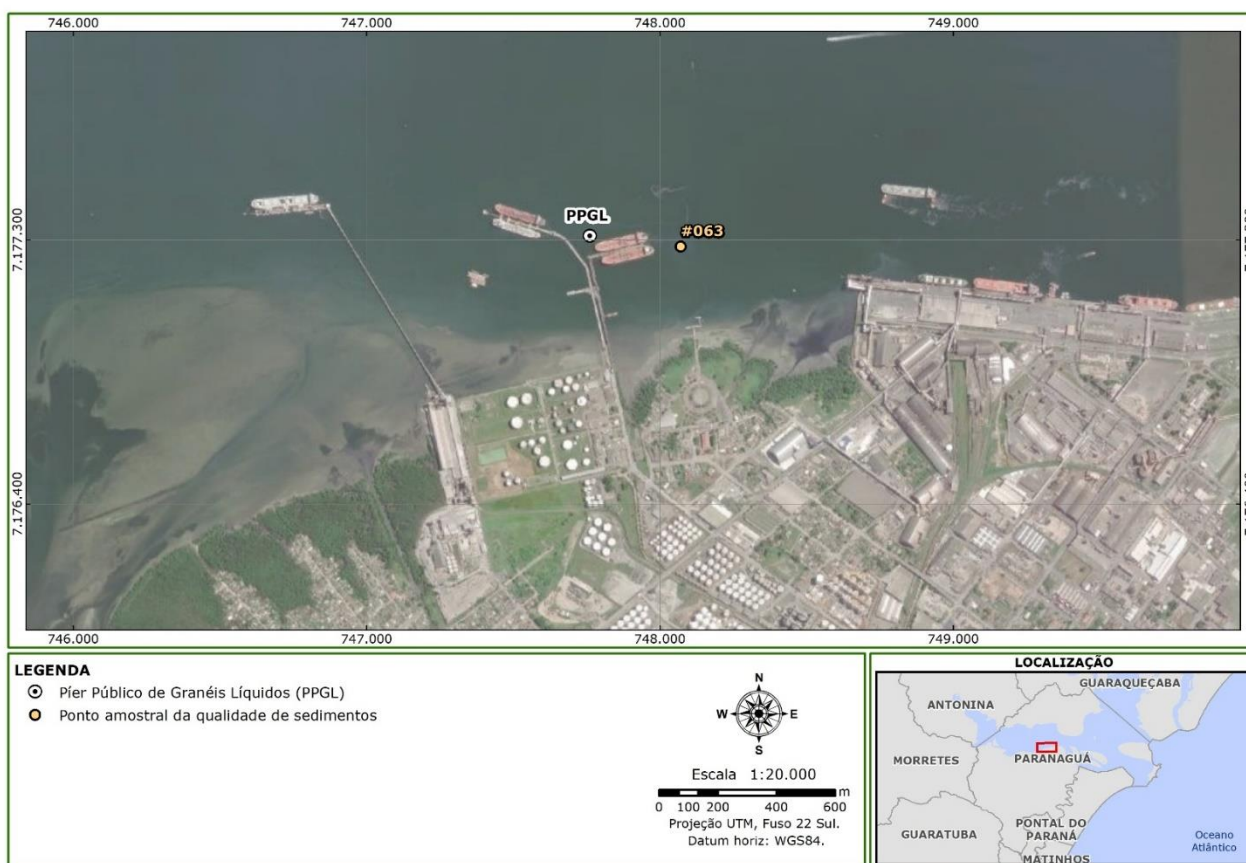 746.000 747.000 748.000 749.000
7.177.300
PPGL
#063
7.176.400
746.000 747.000 748.000 749.000
LEGENDA
Píer Público de Granéis Líquidos (PPGL)
Ponto amostral da qualidade de sedimentos
N
W E
S
Escala 1:20.000
0 100 200 400 600 m
Projeção UTM, Fuso 22 Sul.
Datum horiz: WGS84.
LOCALIZAÇÃO
GUARAQUEÇABA
ANTONINA
MORRETES
PARANAGUÁ
PONTAL DO
PARANÁ
GUARATUBA
MATINHOS
Oceano
Atlântico